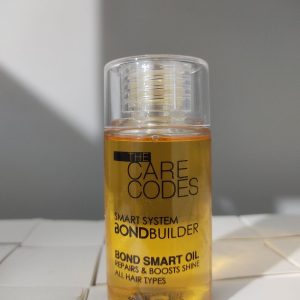 THE
CARE
CODES
SMART SYSTEM
BONDBUILDER
BOND SMART OIL
REPAIRS & BOOSTS SHINE
ALL HAIR TYPES